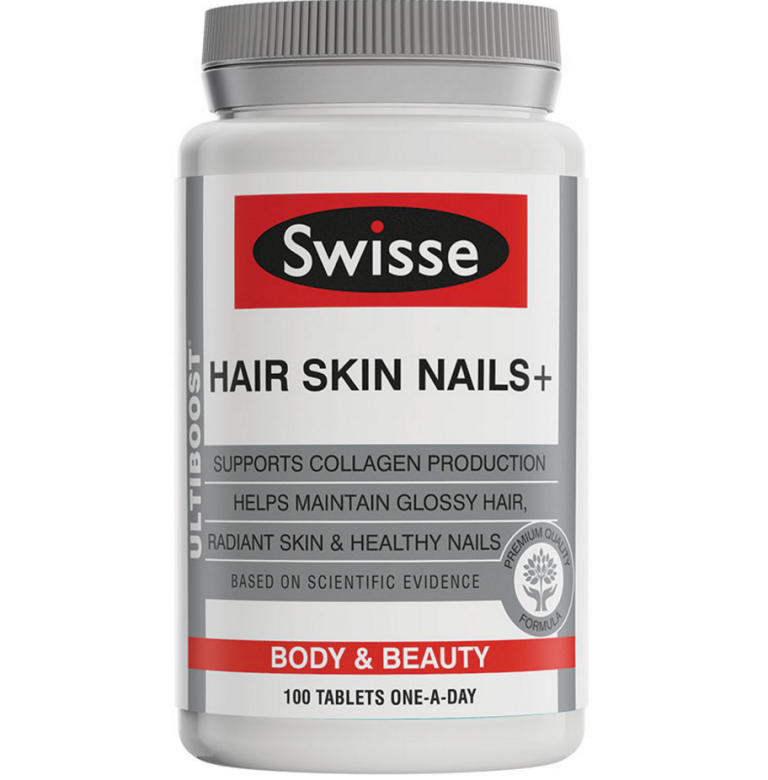 Swisse
HAIR SKIN NAILS+
ULTIBOOST
SUPPORTS COLLAGEN PRODUCTION
HELPS MAINTAIN GLOSSY HAIR,
RADIANT SKIN & HEALTHY NAILS
BASED ON SCIENTIFIC EVIDENCE
PREMIUM QUALITY
FORMULA
BODY & BEAUTY
100 TABLETS ONE-A-DAY